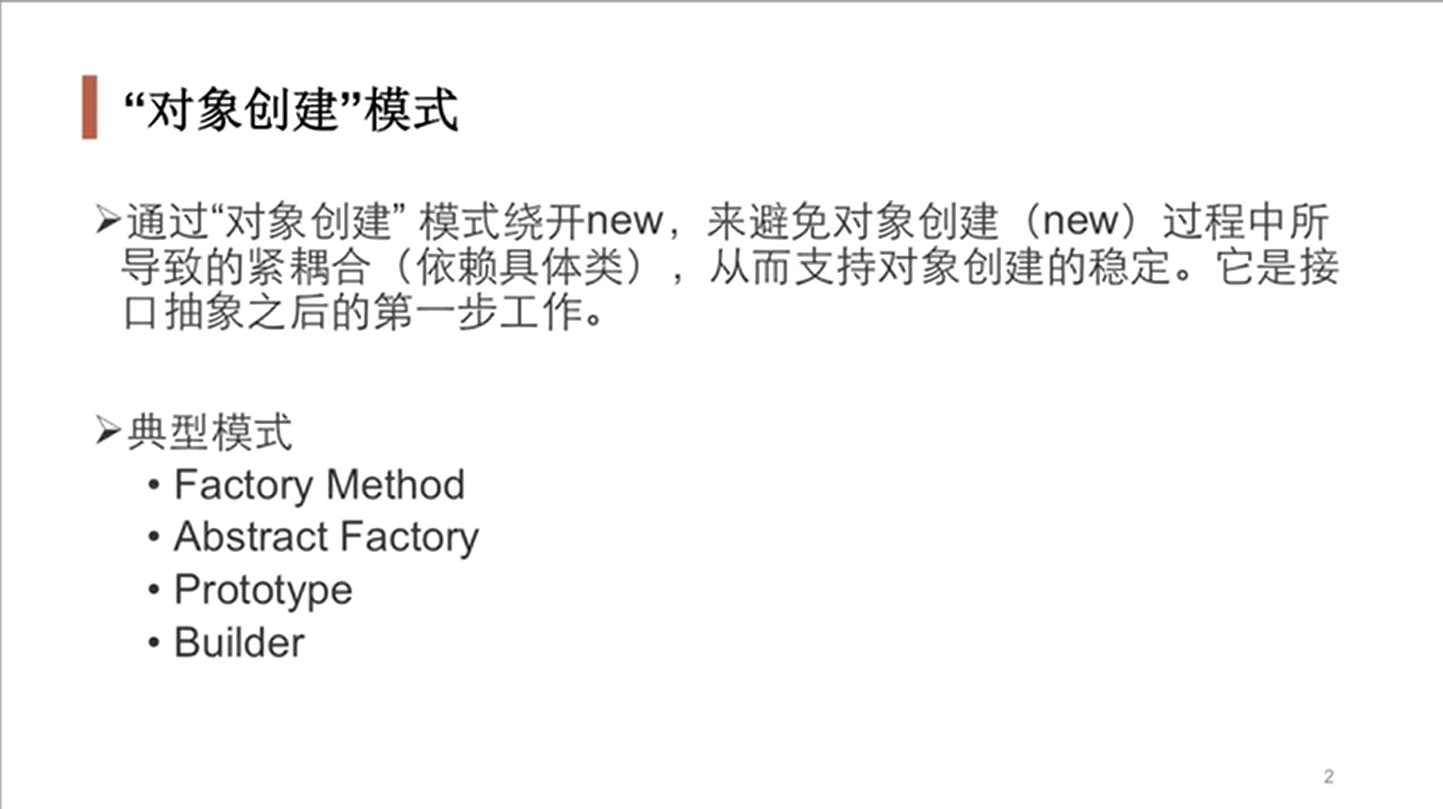 “对象创建”模式
➢通过“对象创建” 模式绕开new，来避免对象创建（new）过程中所
导致的紧耦合（依赖具体类），从而支持对象创建的稳定。它是接
口抽象之后的第一步工作。
➢典型模式
• Factory Method
• Abstract Factory
• Prototype
• Builder
2